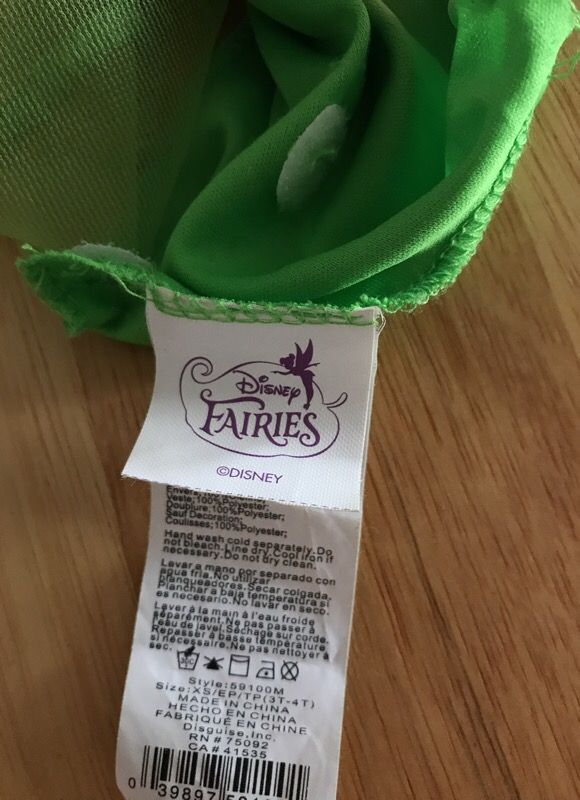 Disney
FAIRIES
©DISNEY
Veste;100%Polyester;
Doublure;100%Polyester;
Sauf Decoration;
Coulisses;100%Polyester;
Hand wash cold separately.Do
not bleach.Line dry.Cool iron if
necessary.Do not dry clean.
Lavar a mano por separado con
agua fria.No utilizar
blanqueadores.Secar colgada.
Planchar a baja temperatura si
es necesario.No lavar en seco.
Laver à la main à l'eau froide
séparément.Ne pas passer à
l'eau de javel.Séchage sur corde.
Repasser à basse température
si nécessaire.Ne pas nettoyer à
sec.
30C
Style:59100M
Size:XS/EP/TP(3T-4T)
MADE IN CHINA
HECHO EN CHINA
FABRIQUÉ EN CHINE
Disguise,Inc.
RN # 75092
CA # 41535
0 39897